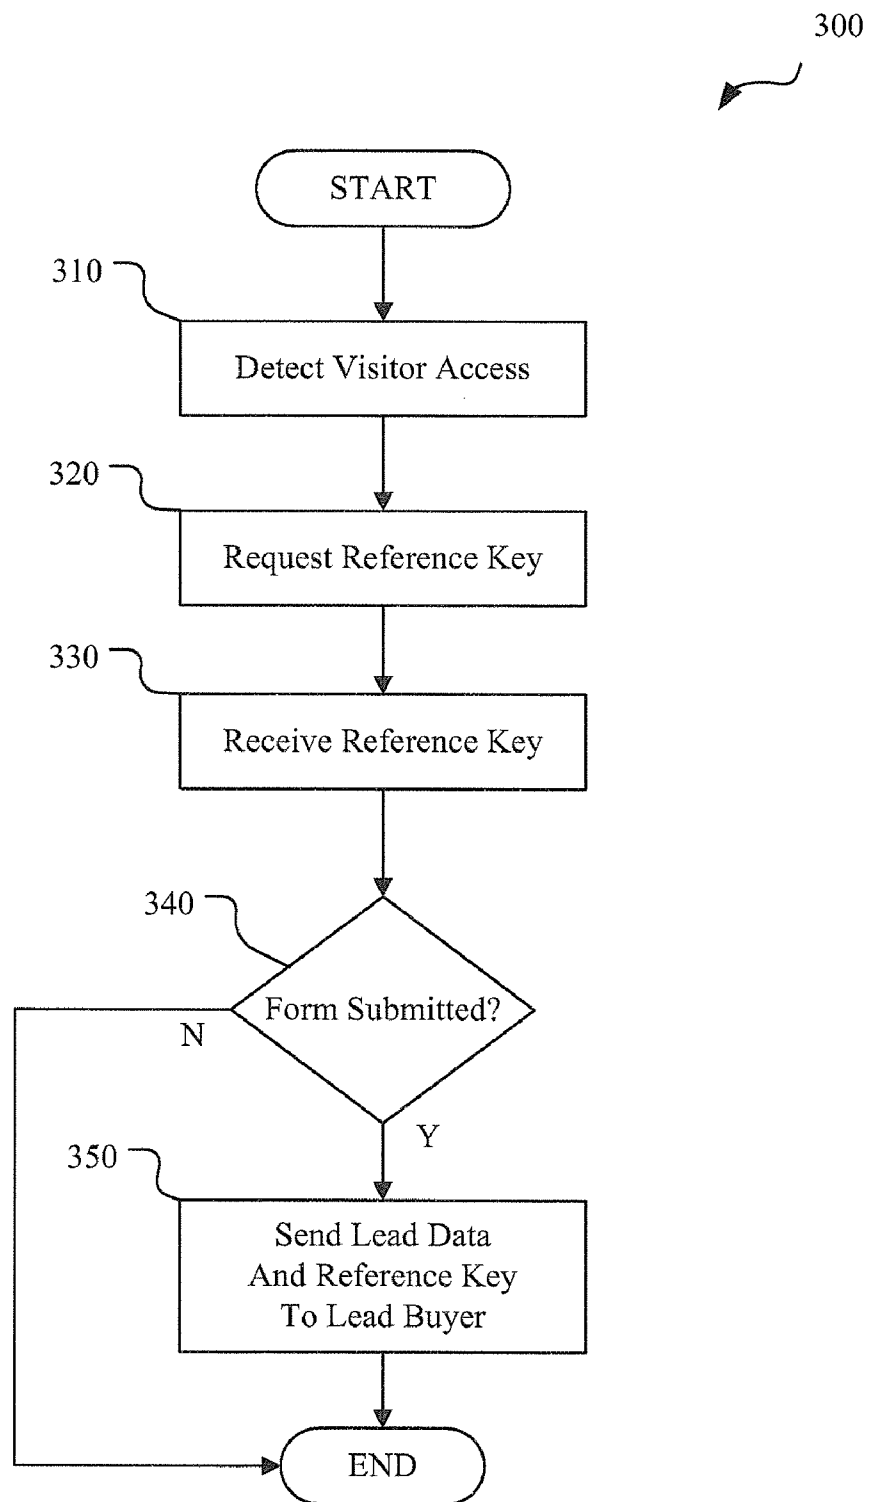 300
START
310
Detect Visitor Access
320
Request Reference Key
330
Receive Reference Key
340
Form Submitted?
N
Y
350
Send Lead Data
And Reference Key
To Lead Buyer
END